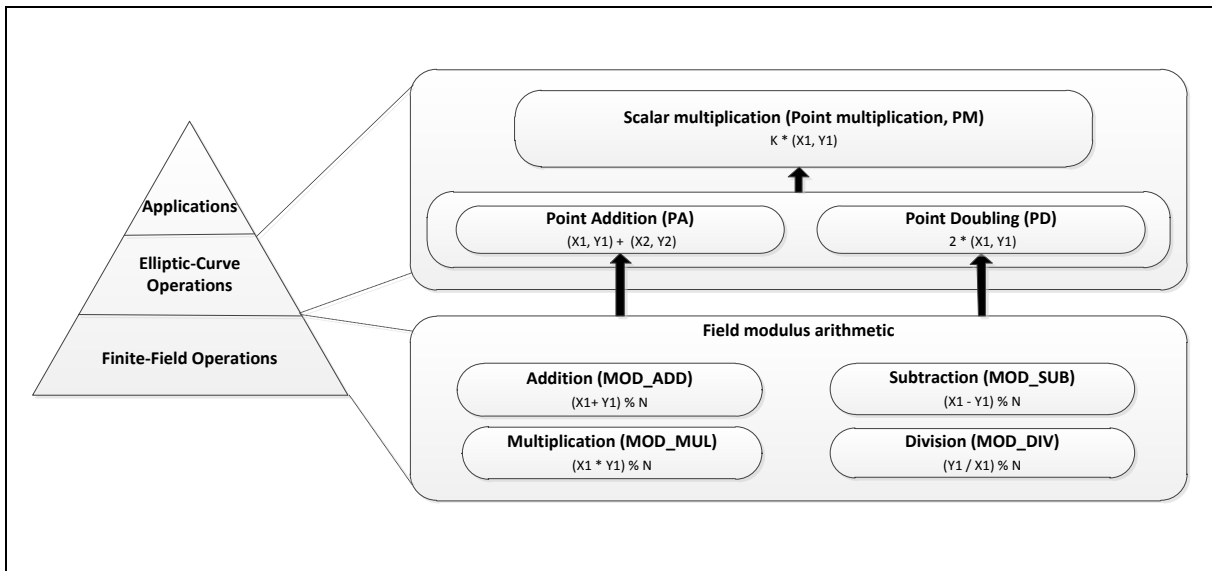 Applications
Elliptic-Curve
Operations
Finite-Field Operations
Scalar multiplication (Point multiplication, PM)
K * (X1, Y1)
Point Addition (PA)
(X1, Y1) + (X2, Y2)
Point Doubling (PD)
2 * (X1, Y1)
Field modulus arithmetic
Addition (MOD_ADD)
(X1+ Y1) % N
Subtraction (MOD_SUB)
(X1 - Y1) % N
Multiplication (MOD_MUL)
(X1 * Y1) % N
Division (MOD_DIV)
(Y1 / X1) % N